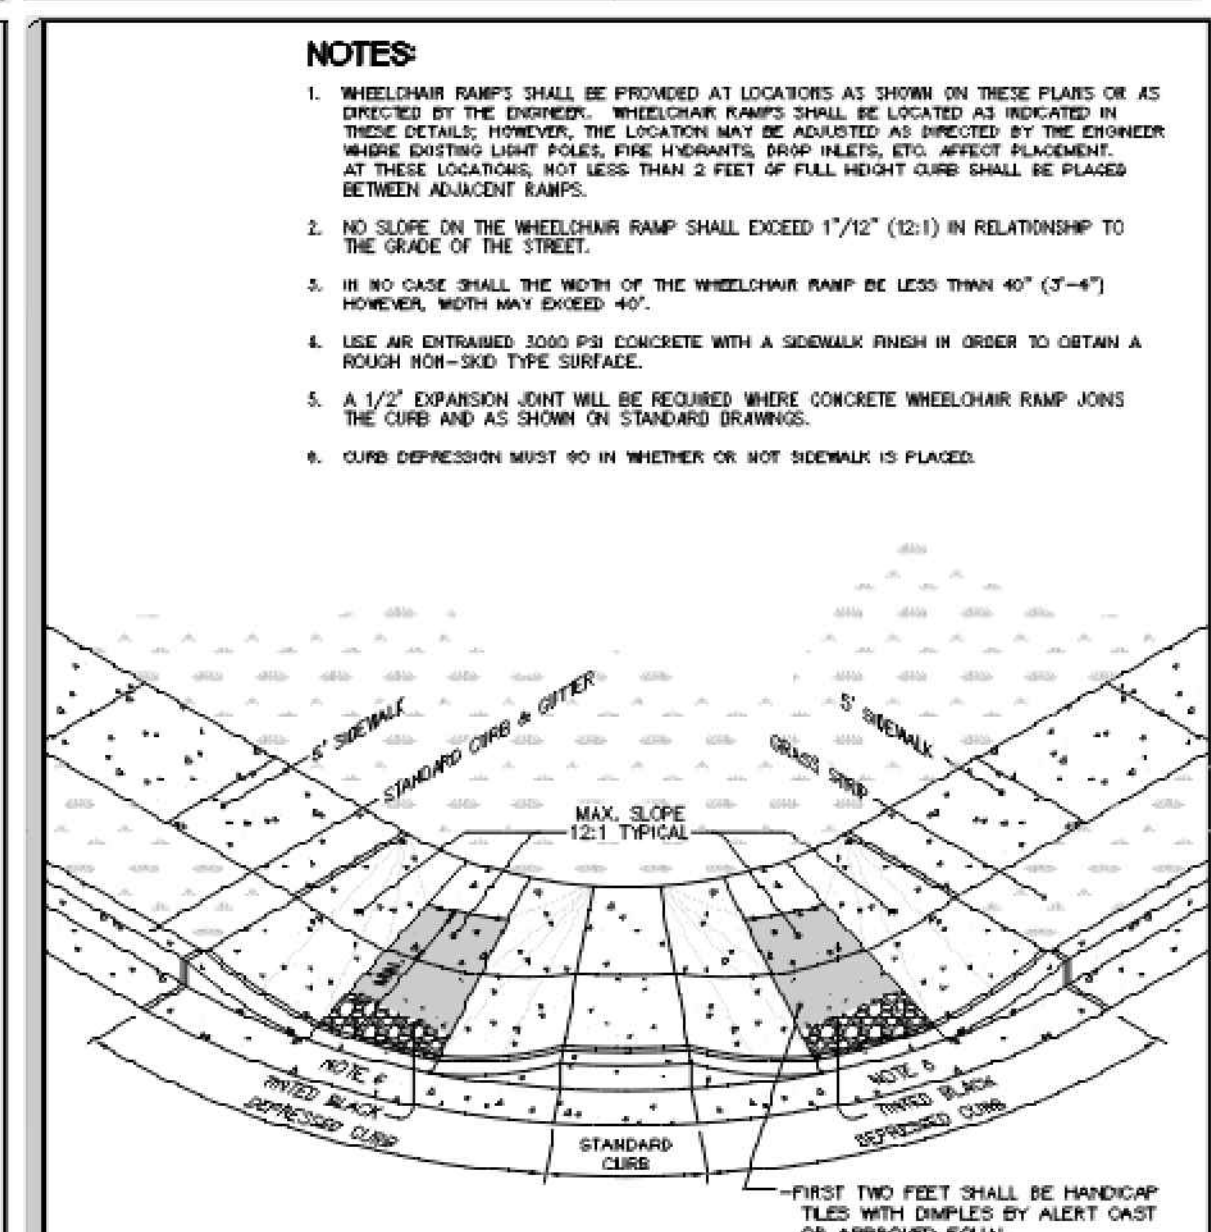 NOTES:
1. WHEELCHAIR RAMPS SHALL BE PROVIDED AT LOCATIONS AS SHOWN ON THESE PLANS OR AS
DIRECTED BY THE ENGINEER. WHEELCHAIR RAMPS SHALL BE LOCATED AS INDICATED IN
THESE DETAILS; HOWEVER, THE LOCATION MAY BE ADJUSTED AS DIRECTED BY THE ENGINEER
WHERE EXISTING LIGHT POLES, FIRE HYDRANTS, DROP INLETS, ETC. AFFECT PLACEMENT.
AT THESE LOCATIONS, NOT LESS THAN 2 FEET OF FULL HEIGHT CURB SHALL BE PLACED
BETWEEN ADJACENT RAMPS.
2. NO SLOPE ON THE WHEELCHAIR RAMP SHALL EXCEED 1"/12" (12:1) IN RELATIONSHIP TO
THE GRADE OF THE STREET.
3. IN NO CASE SHALL THE WIDTH OF THE WHEELCHAIR RAMP BE LESS THAN 40" (3'-4")
HOWEVER, WIDTH MAY EXCEED 40".
4. USE AIR ENTRAINED 3000 PSI CONCRETE WITH A SIDEWALK FINISH IN ORDER TO OBTAIN A
ROUGH NON-SKID TYPE SURFACE.
5. A 1/2" EXPANSION JOINT WILL BE REQUIRED WHERE CONCRETE WHEELCHAIR RAMP JOINS
THE CURB AND AS SHOWN ON STANDARD DRAWINGS.
6. CURB DEPRESSION MUST GO IN WHETHER OR NOT SIDEWALK IS PLACED.
5' SIDEWALK
STANDARD CURB & GUTTER
5' SIDEWALK
GRASS STRIP
MAX. SLOPE
12:1 TYPICAL
NOTE 6
TINTED BLACK
DEPRESSED CURB
NOTE 6
TINTED BLACK
DEPRESSED CURB
STANDARD
CURB
FIRST TWO FEET SHALL BE HANDICAP
TILES WITH DIMPLES BY ALERT CAST
OR APPROVED EQUAL